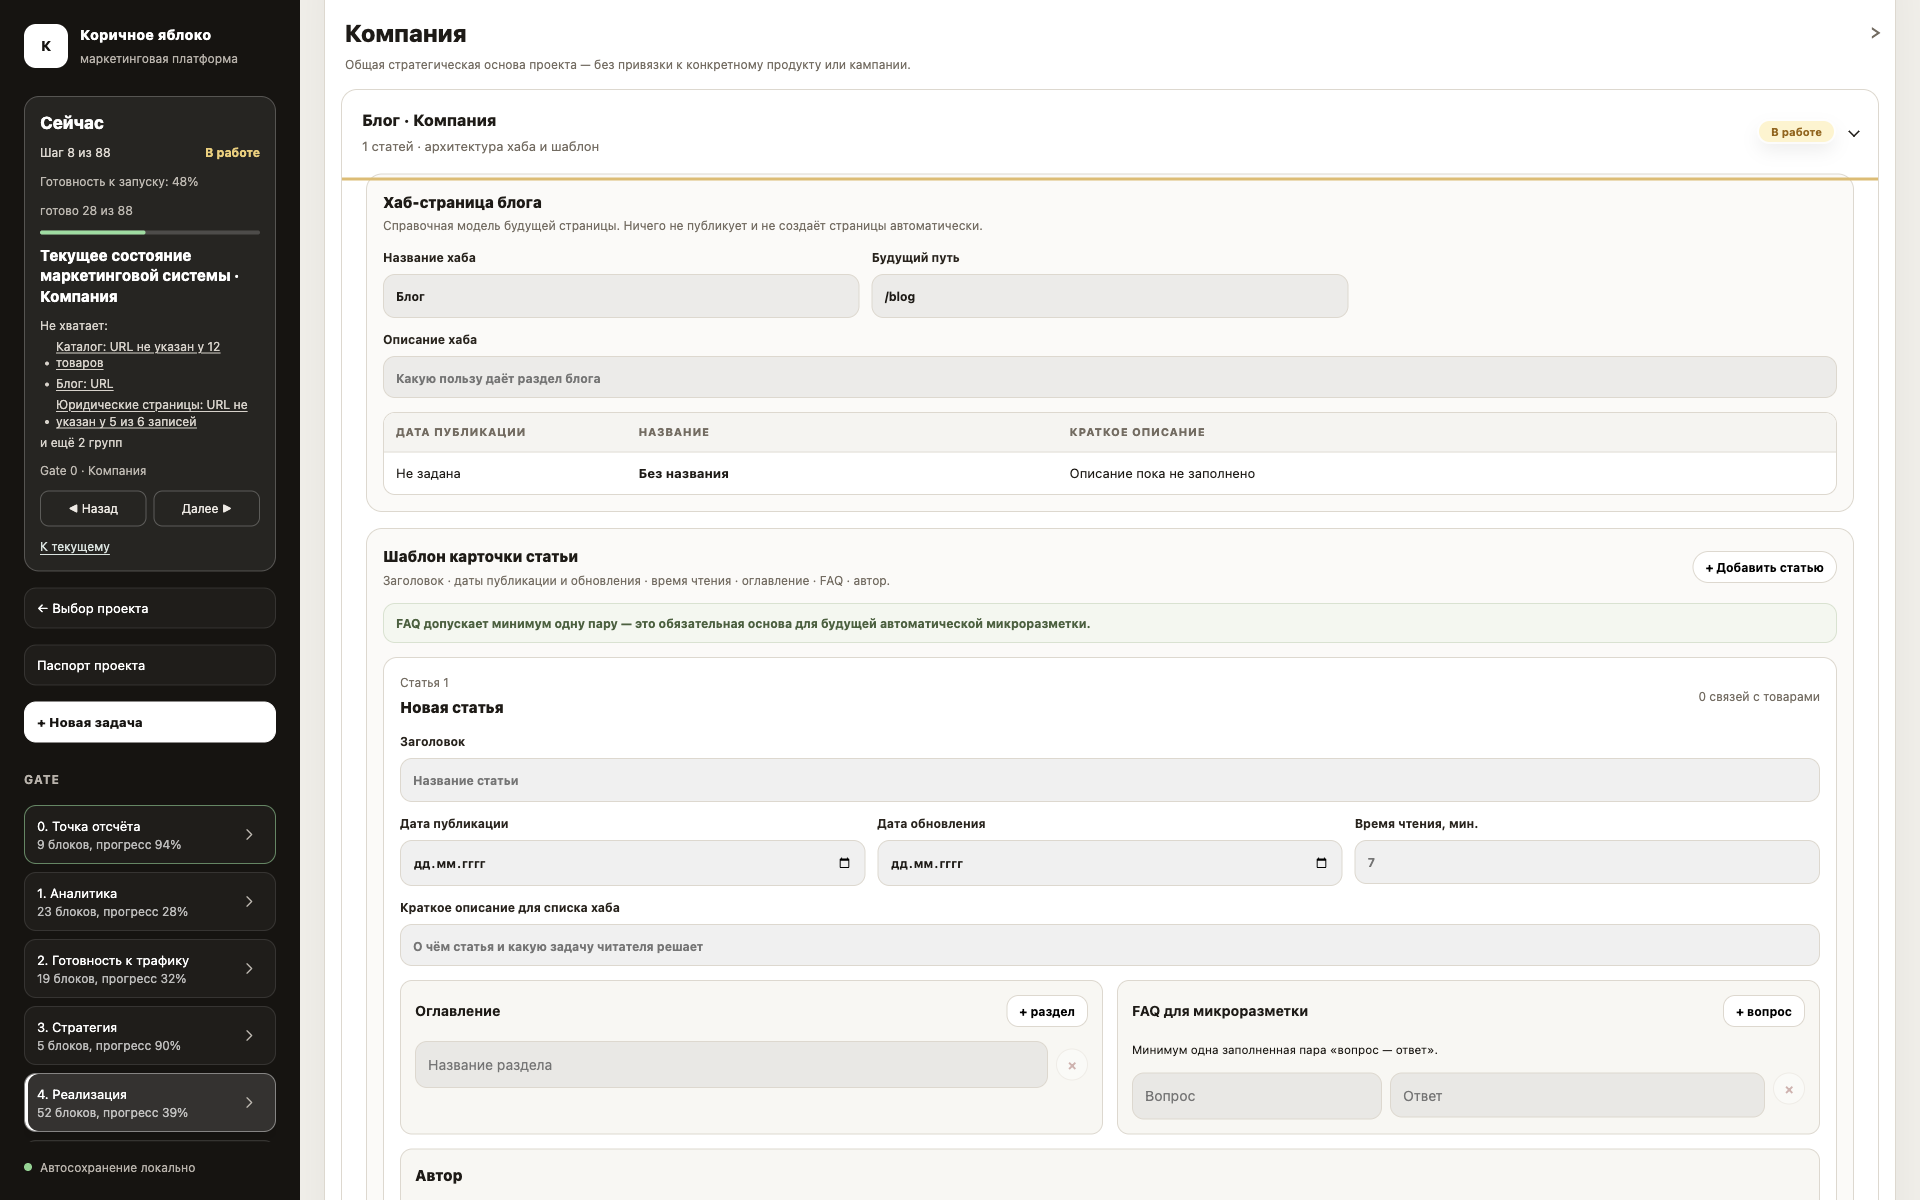 К
Коричное яблоко
маркетинговая платформа
Сейчас
Шаг 8 из 88
В работе
Готовность к запуску: 48%
готово 28 из 88
Текущее состояние
маркетинговой системы ·
Компания
Не хватает:
Каталог: URL не указан у 12
• товаров
• Блог: URL
Юридические страницы: URL не
• указан у 5 из 6 записей
и ещё 2 групп
Gate 0 · Компания
◀ Назад
Далее ▶
К текущему
← Выбор проекта
Паспорт проекта
+ Новая задача
GATE
0. Точка отсчёта
9 блоков, прогресс 94%
1. Аналитика
23 блоков, прогресс 28%
2. Готовность к трафику
19 блоков, прогресс 32%
3. Стратегия
5 блоков, прогресс 90%
4. Реализация
52 блоков, прогресс 39%
Автосохранение локально
Компания
Общая стратегическая основа проекта — без привязки к конкретному продукту или кампании.
Блог · Компания
1 статей · архитектура хаба и шаблон
В работе
Хаб-страница блога
Справочная модель будущей страницы. Ничего не публикует и не создаёт страницы автоматически.
Название хаба
Будущий путь
Блог
/blog
Описание хаба
Какую пользу даёт раздел блога
ДАТА ПУБЛИКАЦИИ
НАЗВАНИЕ
КРАТКОЕ ОПИСАНИЕ
Не задана
Без названия
Описание пока не заполнено
Шаблон карточки статьи
Заголовок · даты публикации и обновления · время чтения · оглавление · FAQ · автор.
+ Добавить статью
FAQ допускает минимум одну пару — это обязательная основа для будущей автоматической микроразметки.
Статья 1
Новая статья
0 связей с товарами
Заголовок
Название статьи
Дата публикации
Дата обновления
Время чтения, мин.
дд.мм.гггг
дд.мм.гггг
7
Краткое описание для списка хаба
О чём статья и какую задачу читателя решает
Оглавление
+ раздел
Название раздела
×
FAQ для микроразметки
+ вопрос
Минимум одна заполненная пара «вопрос — ответ».
Вопрос
Ответ
×
Автор